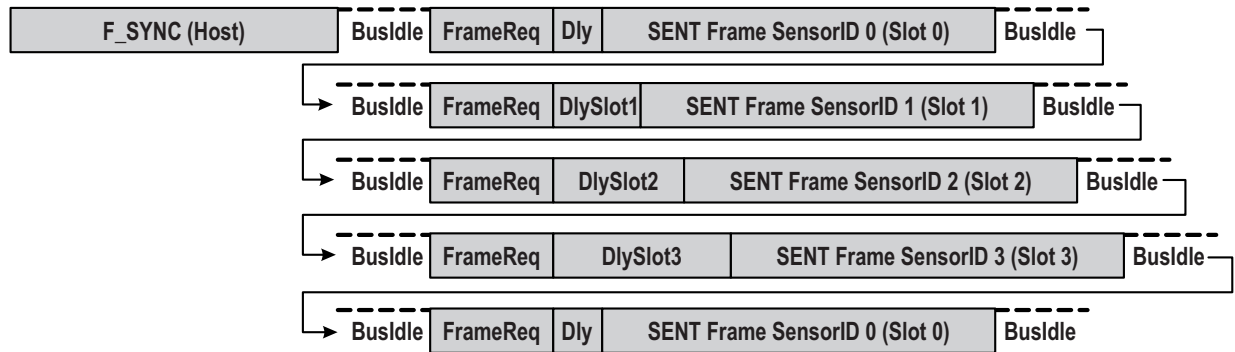 F_SYNC (Host) BusIdle FrameReq Dly SENT Frame SensorID 0 (Slot 0) BusIdle
BusIdle FrameReq DlySlot1 SENT Frame SensorID 1 (Slot 1) BusIdle
BusIdle FrameReq DlySlot2 SENT Frame SensorID 2 (Slot 2) BusIdle
BusIdle FrameReq DlySlot3 SENT Frame SensorID 3 (Slot 3) BusIdle
BusIdle FrameReq Dly SENT Frame SensorID 0 (Slot 0) BusIdle